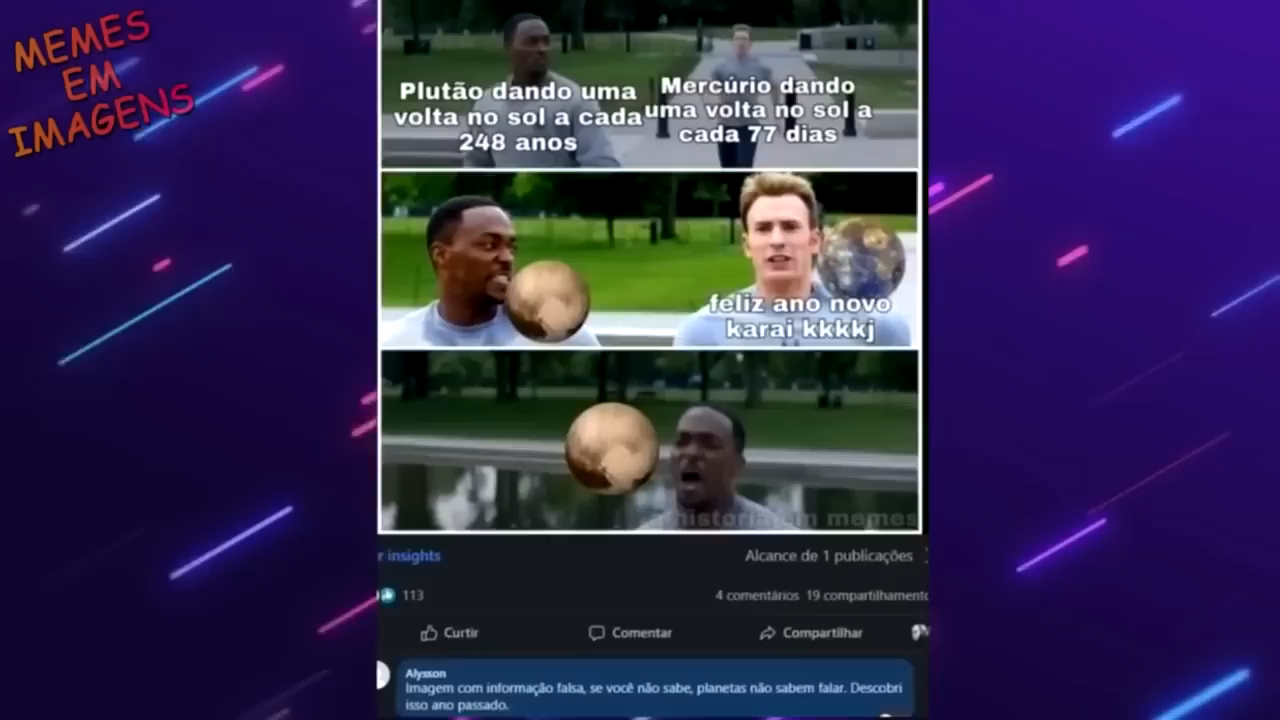 MEMES
EM
IMAGENS
Plutão dando uma
volta no sol a cada
248 anos
Mercúrio dando
uma volta no sol a
cada 77 dias
feliz ano novo
karai kkkkj
memes
insights
Alcance de 1 publicações
113
4 comentários 19 compartilhamento
Curtir
Comentar
Compartilhar
Alysson
Imagem com informação falsa, se você não sabe, planetas não sabem falar. Descobri
isso ano passado.